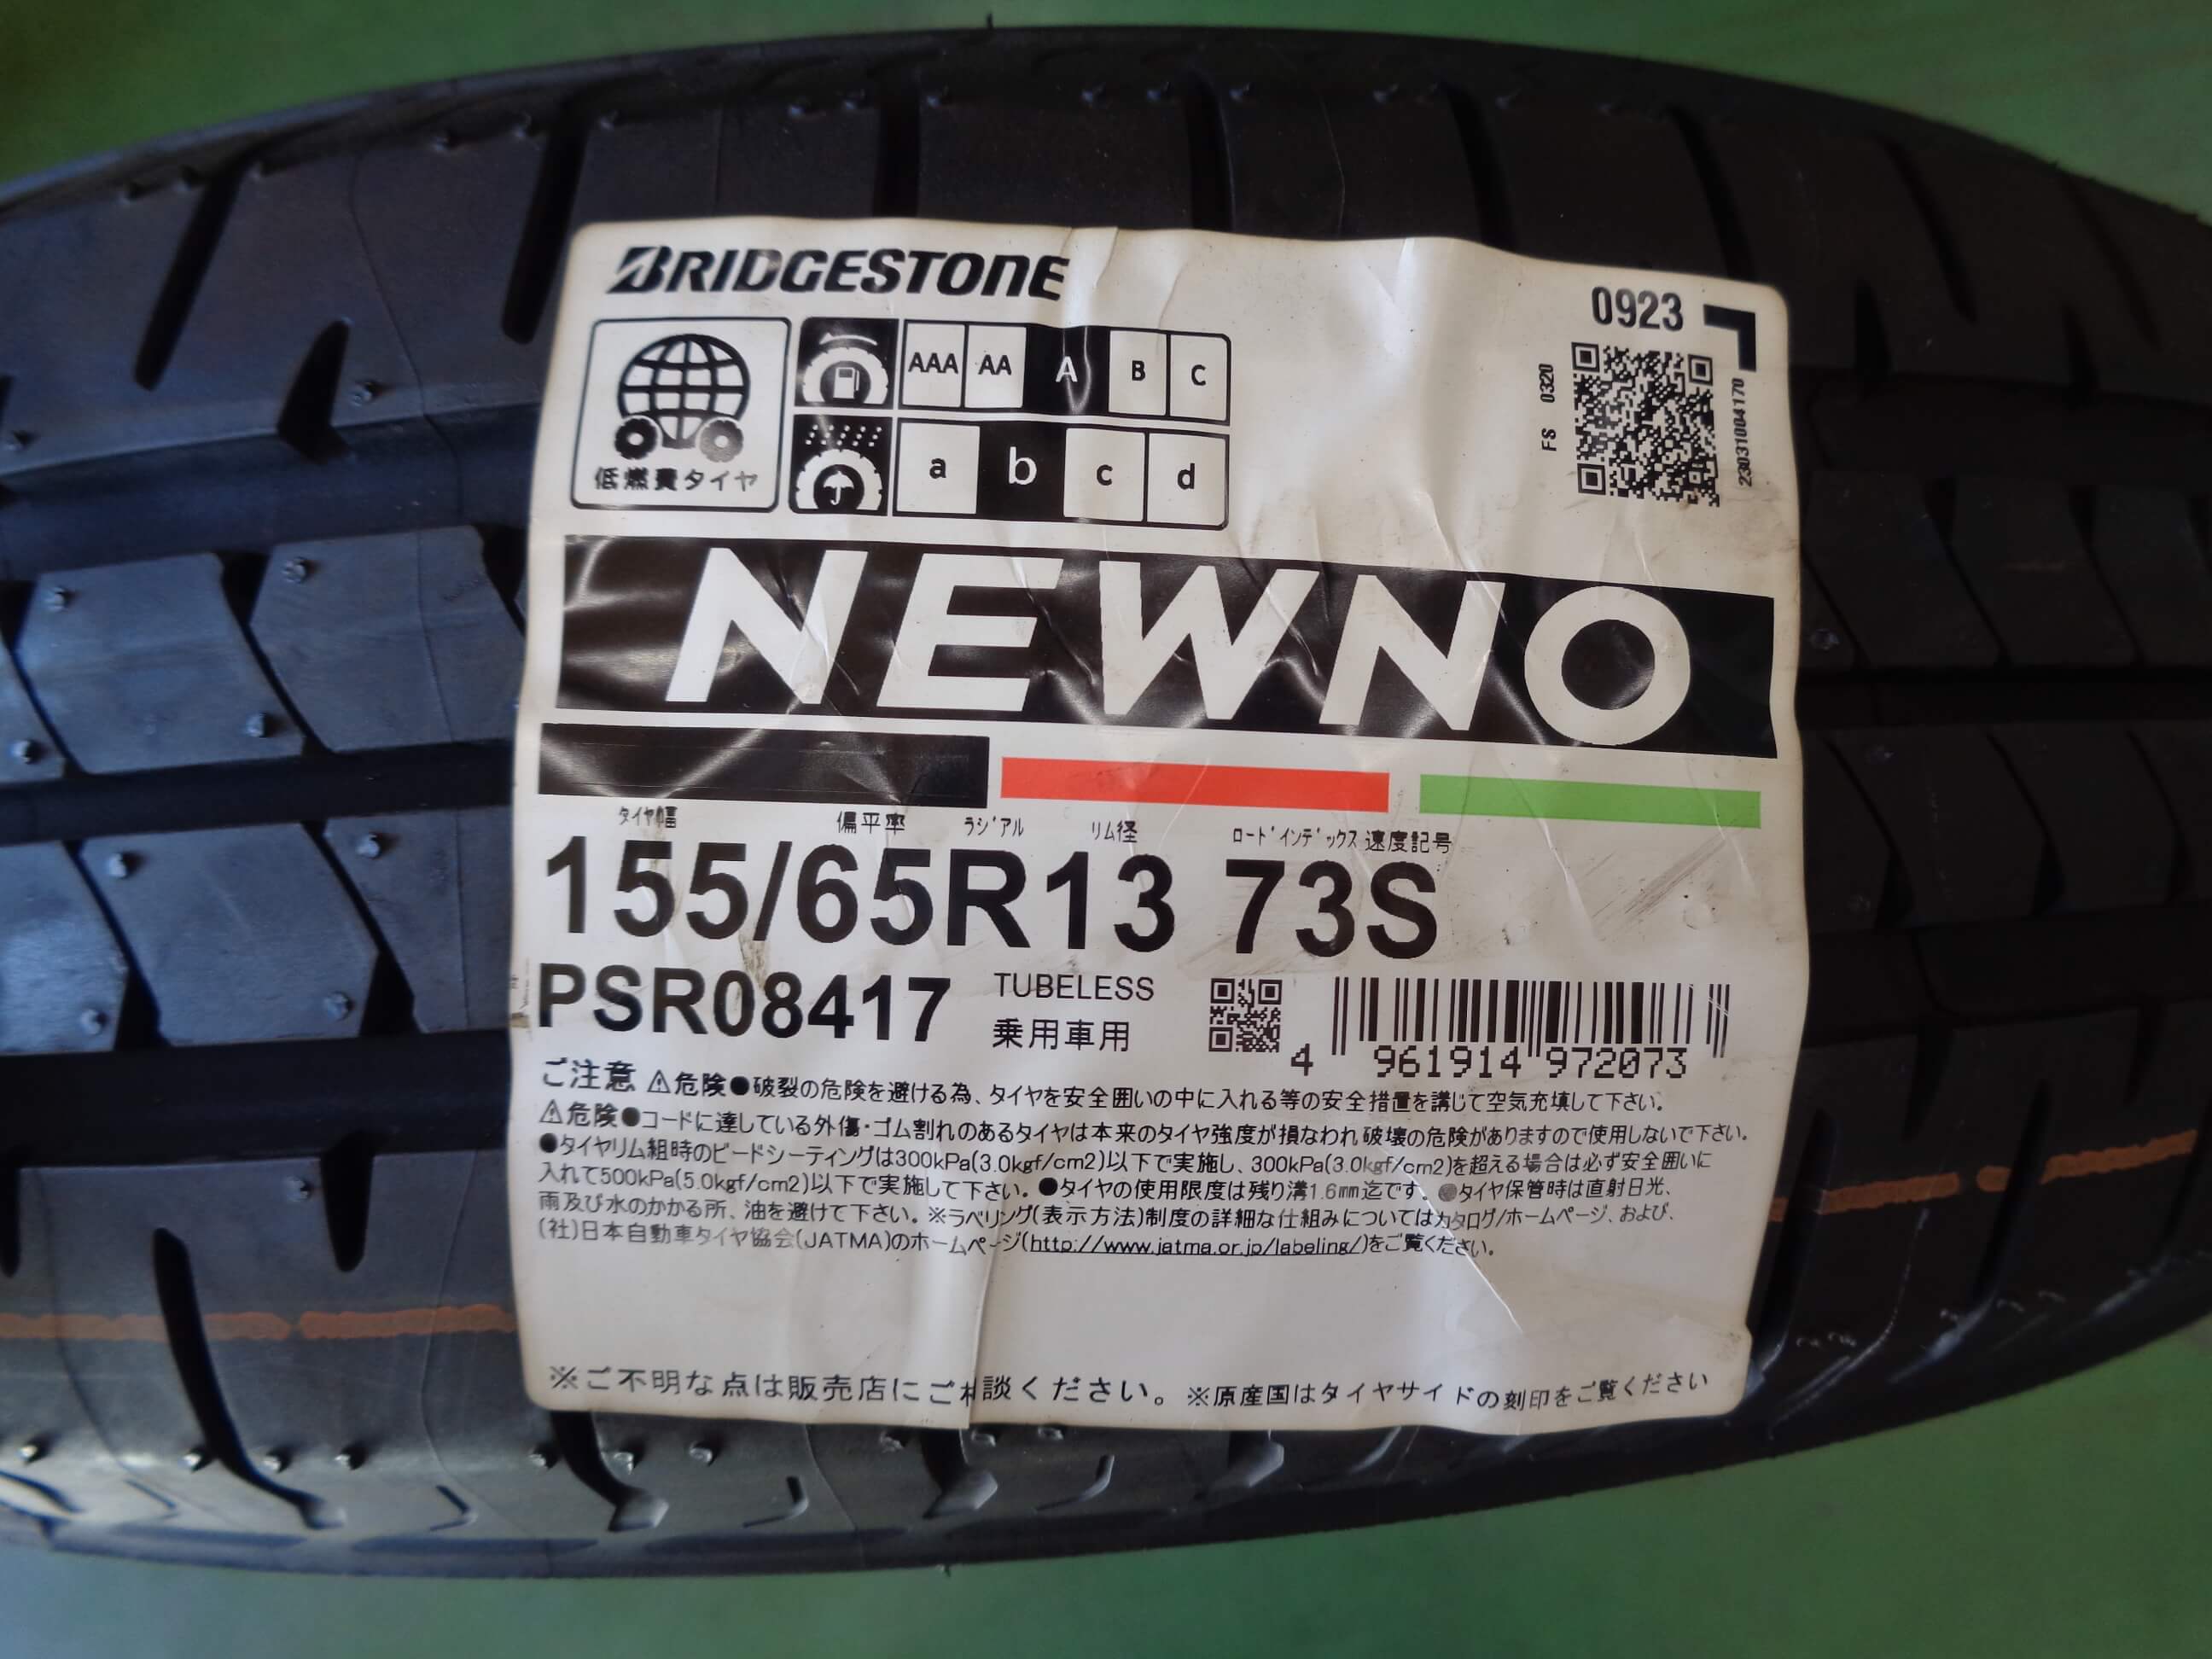 BRIDGESTONE
0923
FS 0320
230310041170
低燃費タイヤ
AAA AA A B C
a b c d
NEWNO
タイヤ幅 偏平率 ラジアル リム径 ロードインデックス 速度記号
155/65R13 73S
PSR08417
TUBELESS
乗用車用
4 961914 972073
ご注意 ⚠危険●破裂の危険を避ける為、タイヤを安全囲いの中に入れる等の安全措置を講じて空気充填して下さい。
⚠危険●コードに達している外傷・ゴム割れのあるタイヤは本来のタイヤ強度が損なわれ破壊の危険がありますので使用しないで下さい。
●タイヤリム組時のビードシーティングは300kPa(3.0kgf/cm2)以下で実施し、300kPa(3.0kgf/cm2)を超える場合は必ず安全囲いに
入れて500kPa(5.0kgf/cm2)以下で実施して下さい。●タイヤの使用限度は残り溝1.6mm迄です。●タイヤ保管時は直射日光、
雨及び水のかかる所、油を避けて下さい。※ラベリング(表示方法)制度の詳細な仕組みについてはカタログ/ホームページ、および、
(社)日本自動車タイヤ協会(JATMA)のホームページ(http://www.jatma.or.jp/labeling/)をご覧ください。
※ご不明な点は販売店にご相談ください。※原産国はタイヤサイドの刻印をご覧ください